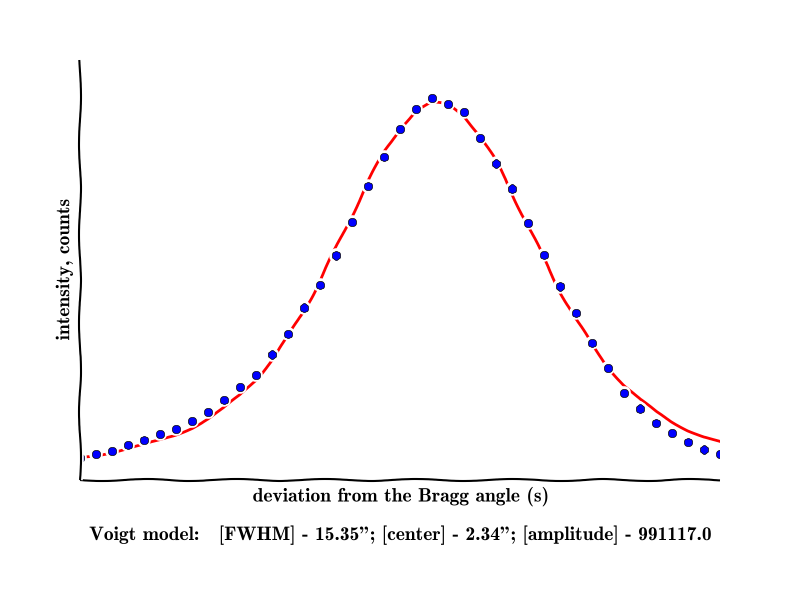 intensity, counts
deviation from the Bragg angle (s)
Voigt model: [FWHM] - 15.35”; [center] - 2.34”; [amplitude] - 991117.0